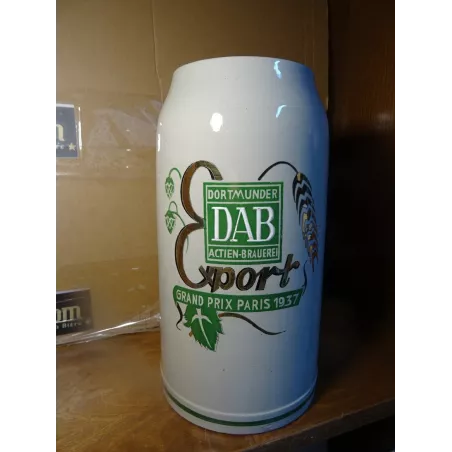 DORTMUNDER
DAB
ACTIEN-BRAUEREI
Export
GRAND PRIX PARIS 1937